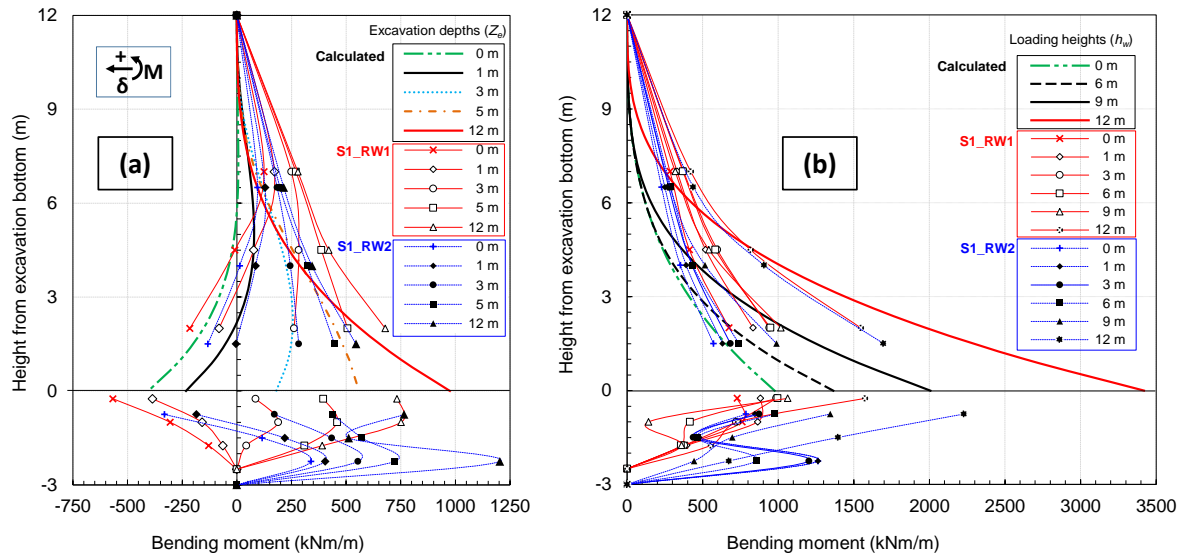 12
9
6
3
0
-3
Height from excavation bottom (m)
-750
-500
-250
0
250
500
750
1000
1250
Bending moment (kNm/m)
+
δ
M
(a)
Excavation depths (Ze)
Calculated
0 m
1 m
3 m
5 m
12 m
S1_RW1
0 m
1 m
3 m
5 m
12 m
S1_RW2
0 m
1 m
3 m
5 m
12 m
12
9
6
3
0
-3
Height from excavation bottom (m)
0
500
1000
1500
2000
2500
3000
3500
Bending moment (kNm/m)
(b)
Loading heights (hw)
Calculated
0 m
6 m
9 m
12 m
S1_RW1
0 m
1 m
3 m
6 m
9 m
12 m
S1_RW2
0 m
1 m
3 m
6 m
9 m
12 m